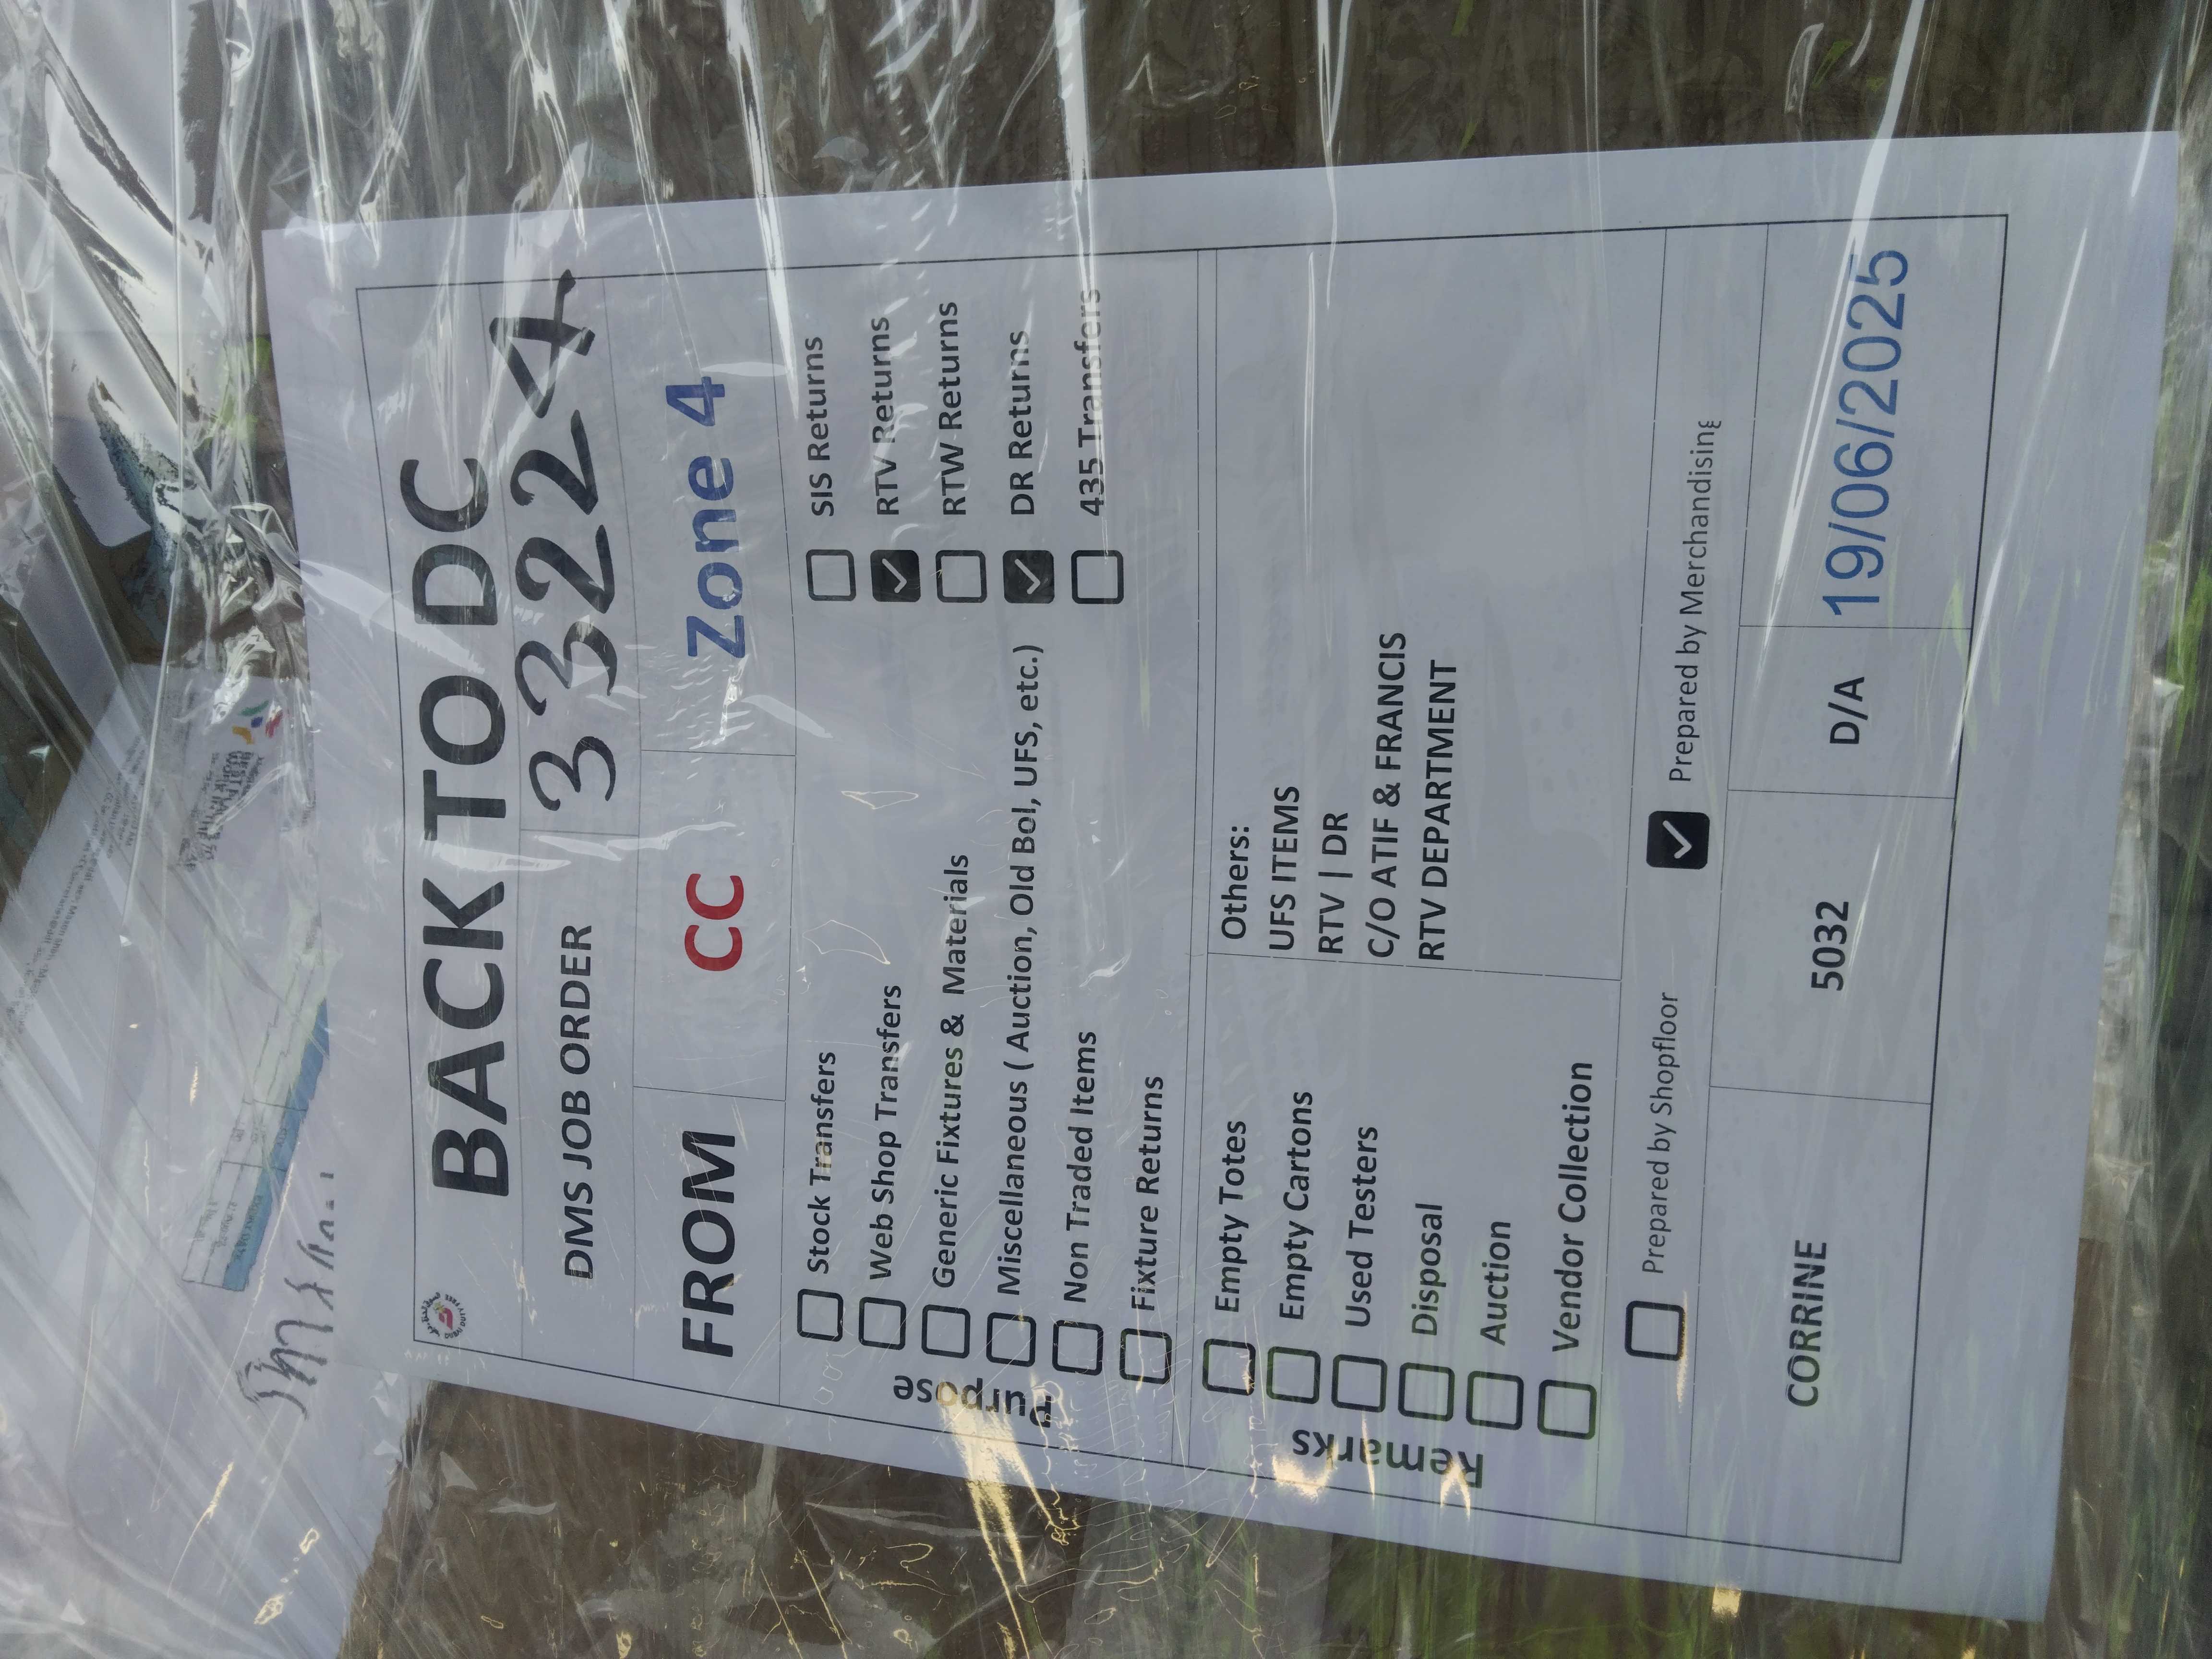 BACK TO DC
DMS JOB ORDER 33224
FROM CC Zone 4
Purpose
Stock Transfers
Web Shop Transfers
Generic Fixtures & Materials
Miscellaneous ( Auction, Old Bol, UFS, etc.)
Non Traded Items
Fixture Returns
SIS Returns
RTV Returns
RTW Returns
DR Returns
435 Transfers
Remarks
Empty Totes
Empty Cartons
Used Testers
Disposal
Auction
Vendor Collection
Others:
UFS ITEMS
RTV | DR
C/O ATIF & FRANCIS
RTV DEPARTMENT
Prepared by Shopfloor
Prepared by Merchandising
CORRINE 5032 D/A 19/06/2025